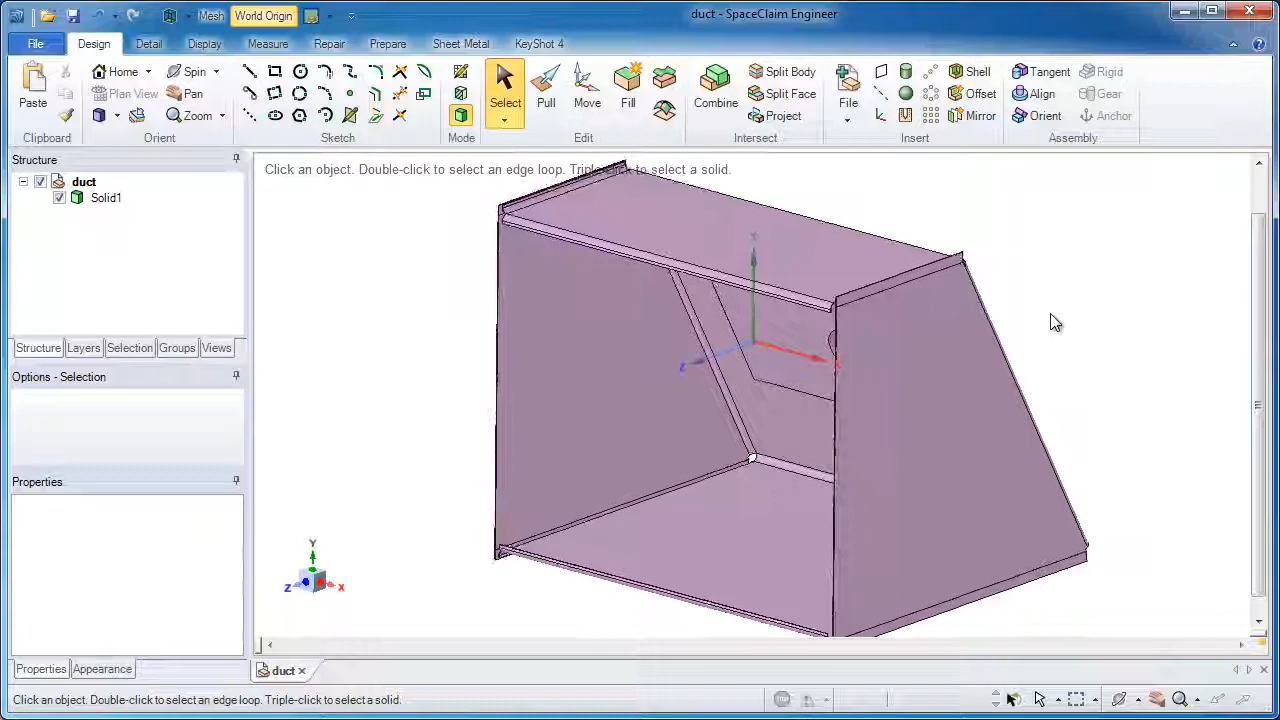 Mesh World Origin duct - SpaceClaim Engineer
File Design Detail Display Measure Repair Prepare Sheet Metal KeyShot 4
Home Spin Split Body Shell Tangent Rigid
Plan View Pan Split Face Offset Align Gear
Paste Select Pull Move Fill Combine File
Zoom Project Mirror Orient Anchor
Clipboard Orient Sketch Mode Edit Intersect Insert Assembly
Structure
Click an object. Double-click to select an edge loop. Triple-click to select a solid.
duct
Solid1
Structure Layers Selection Groups Views
Options - Selection
Properties
Y
Z X
Z
Properties Appearance
duct
Click an object. Double-click to select an edge loop. Triple-click to select a solid.